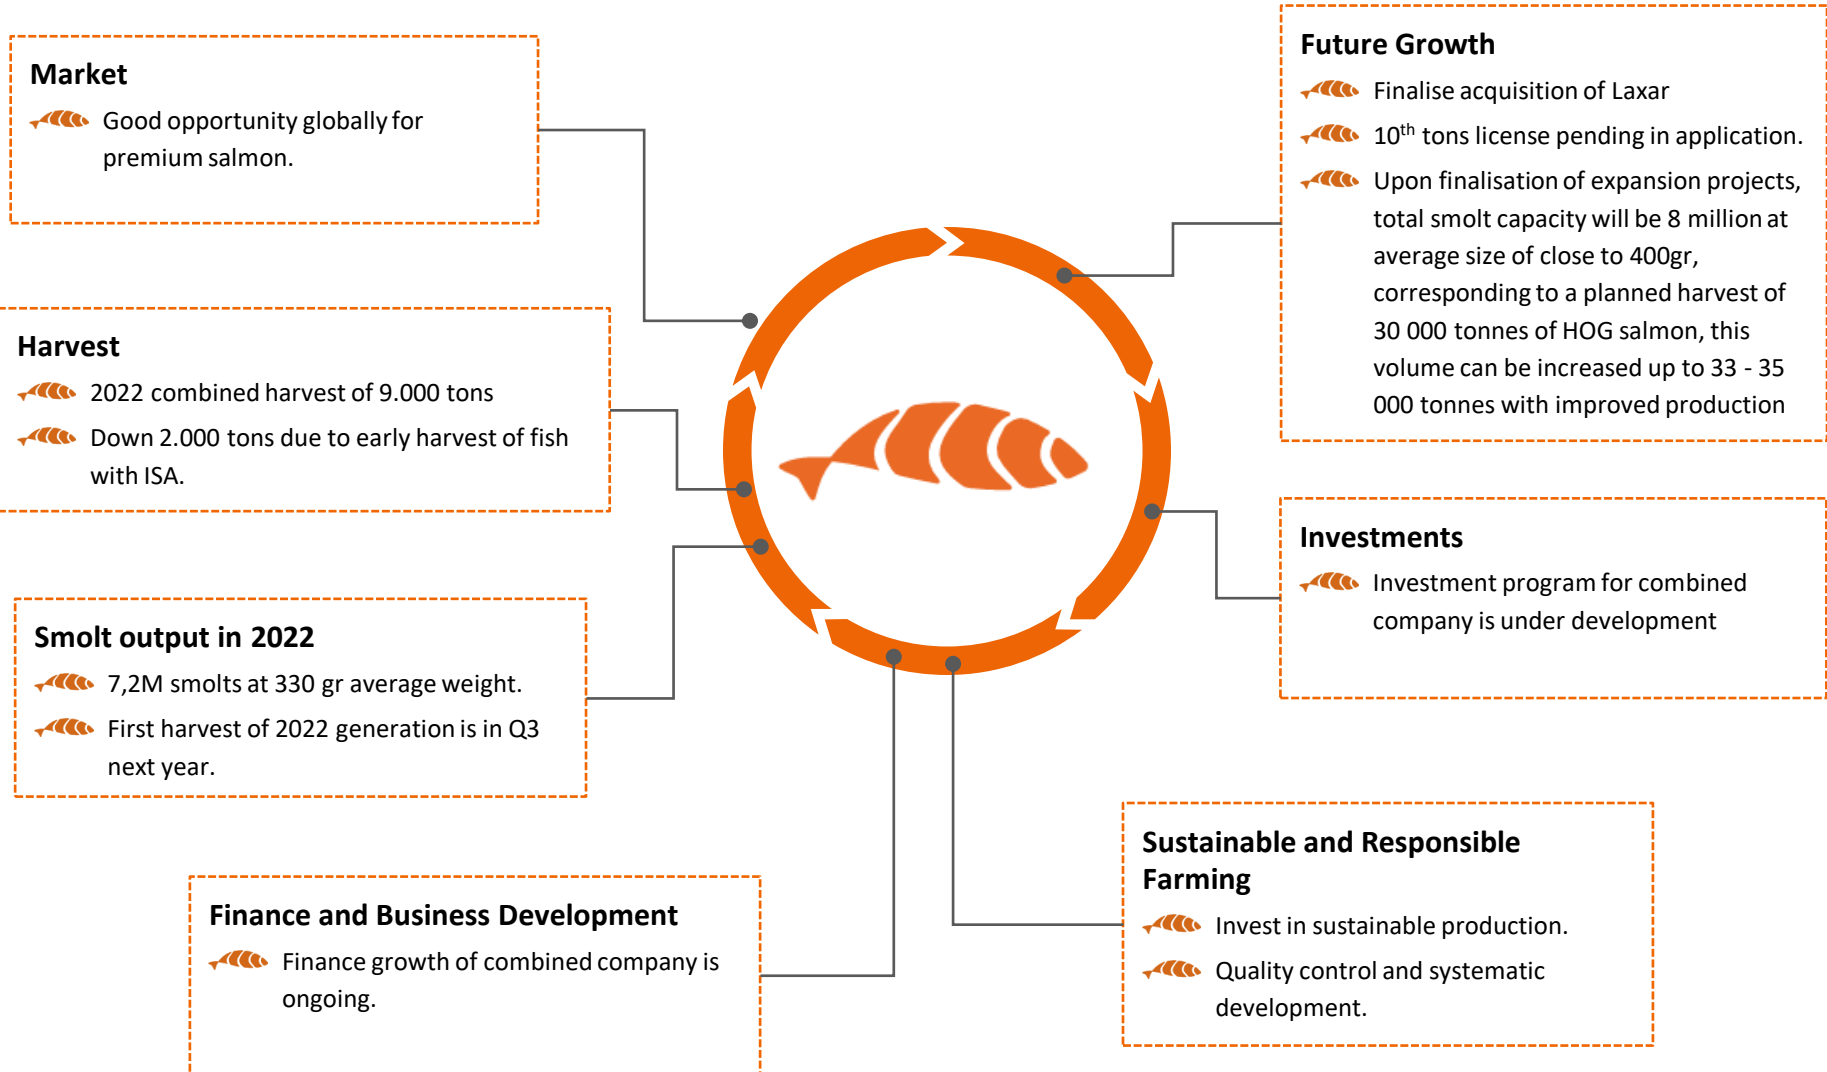 Market
Good opportunity globally for
premium salmon.
Harvest
2022 combined harvest of 9.000 tons
Down 2.000 tons due to early harvest of fish
with ISA.
Smolt output in 2022
7,2M smolts at 330 gr average weight.
First harvest of 2022 generation is in Q3
next year.
Finance and Business Development
Finance growth of combined company is
ongoing.
Future Growth
Finalise acquisition of Laxar
10th tons license pending in application.
Upon finalisation of expansion projects,
total smolt capacity will be 8 million at
average size of close to 400gr,
corresponding to a planned harvest of
30 000 tonnes of HOG salmon, this
volume can be increased up to 33 - 35
000 tonnes with improved production
Investments
Investment program for combined
company is under development
Sustainable and Responsible
Farming
Invest in sustainable production.
Quality control and systematic
development.